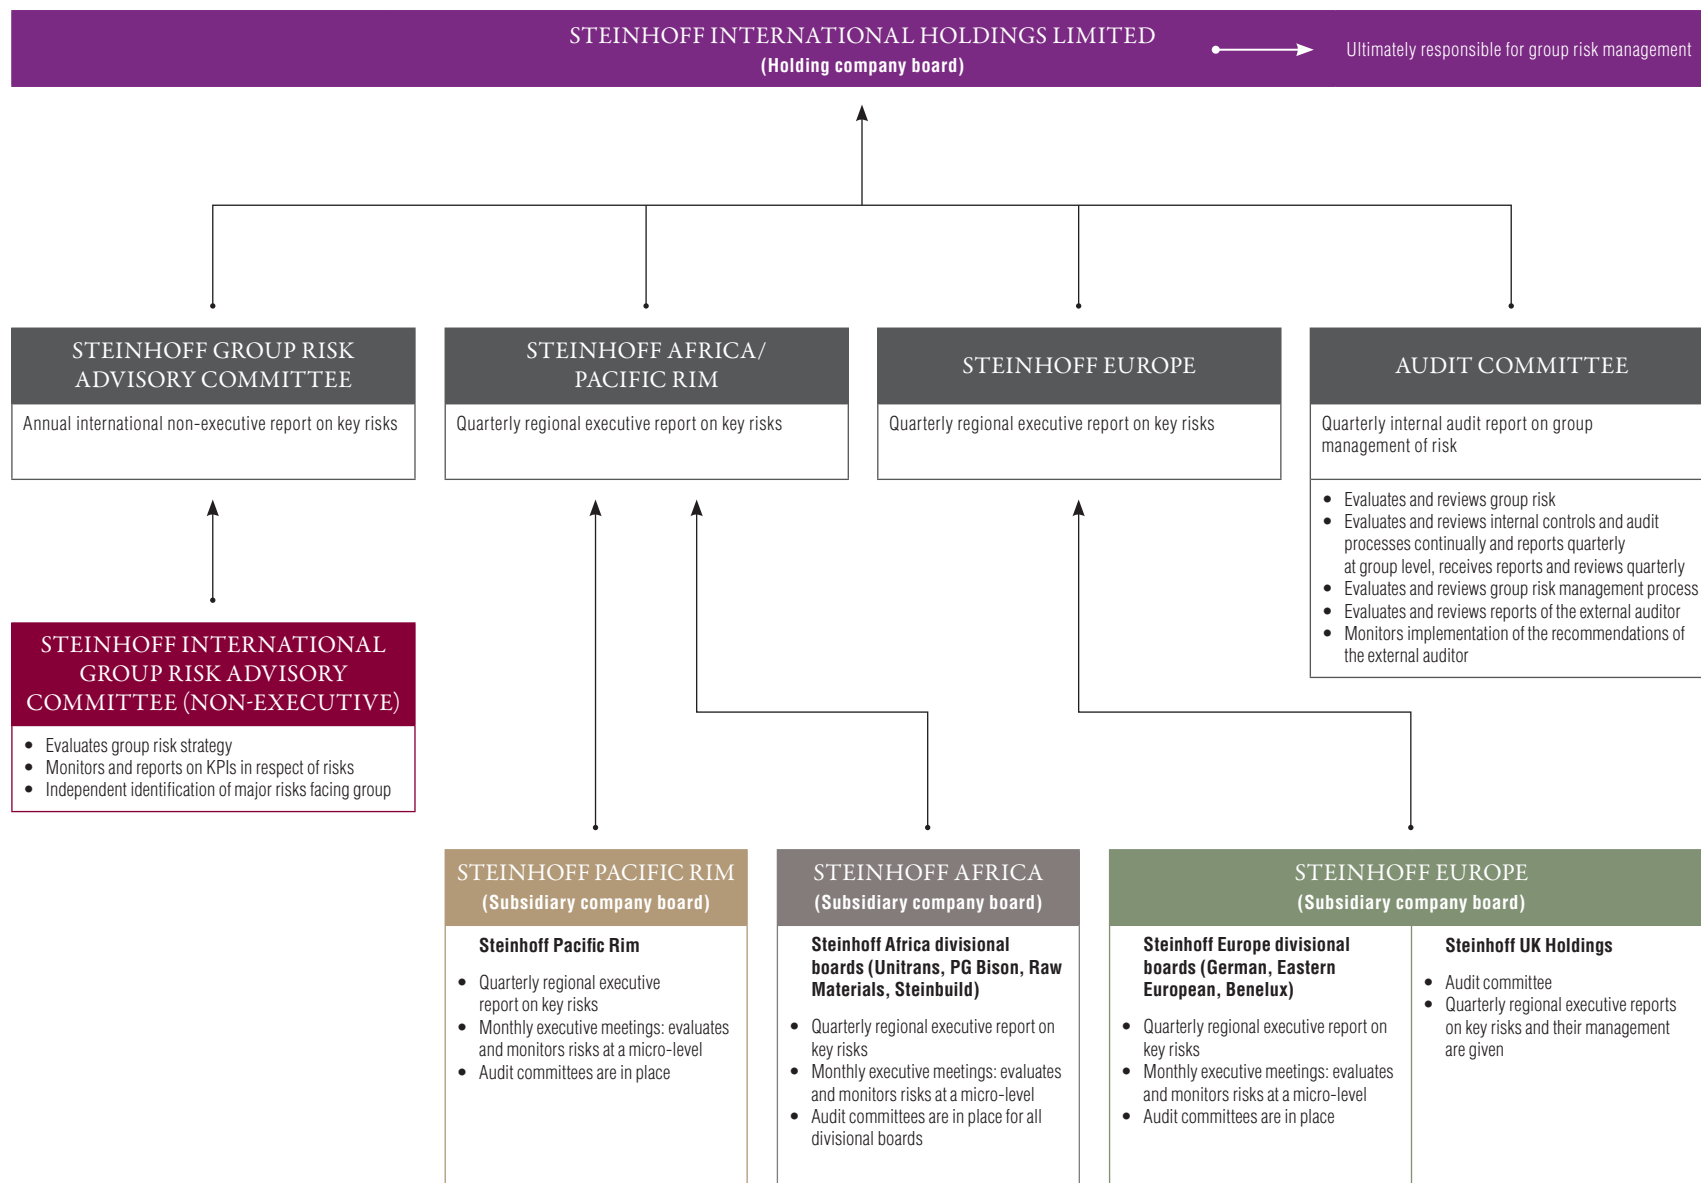 STEINHOFF INTERNATIONAL HOLDINGS LIMITED
(Holding company board)
Ultimately responsible for group risk management
STEINHOFF GROUP RISK
ADVISORY COMMITTEE
Annual international non-executive report on key risks
STEINHOFF AFRICA/
PACIFIC RIM
Quarterly regional executive report on key risks
STEINHOFF EUROPE
Quarterly regional executive report on key risks
AUDIT COMMITTEE
Quarterly internal audit report on group
management of risk
• Evaluates and reviews group risk
• Evaluates and reviews internal controls and audit
processes continually and reports quarterly
at group level, receives reports and reviews quarterly
• Evaluates and reviews group risk management process
• Evaluates and reviews reports of the external auditor
• Monitors implementation of the recommendations of
the external auditor
STEINHOFF INTERNATIONAL
GROUP RISK ADVISORY
COMMITTEE (NON-EXECUTIVE)
• Evaluates group risk strategy
• Monitors and reports on KPIs in respect of risks
• Independent identification of major risks facing group
STEINHOFF PACIFIC RIM
(Subsidiary company board)
Steinhoff Pacific Rim
• Quarterly regional executive
report on key risks
• Monthly executive meetings: evaluates
and monitors risks at a micro-level
• Audit committees are in place
STEINHOFF AFRICA
(Subsidiary company board)
Steinhoff Africa divisional
boards (Unitrans, PG Bison, Raw
Materials, Steinbuild)
• Quarterly regional executive report on
key risks
• Monthly executive meetings: evaluates
and monitors risks at a micro-level
• Audit committees are in place for all
divisional boards
STEINHOFF EUROPE
(Subsidiary company board)
Steinhoff Europe divisional
boards (German, Eastern
European, Benelux)
• Quarterly regional executive report on
key risks
• Monthly executive meetings: evaluates
and monitors risks at a micro-level
• Audit committees are in place
Steinhoff UK Holdings
• Audit committee
• Quarterly regional executive reports
on key risks and their management
are given